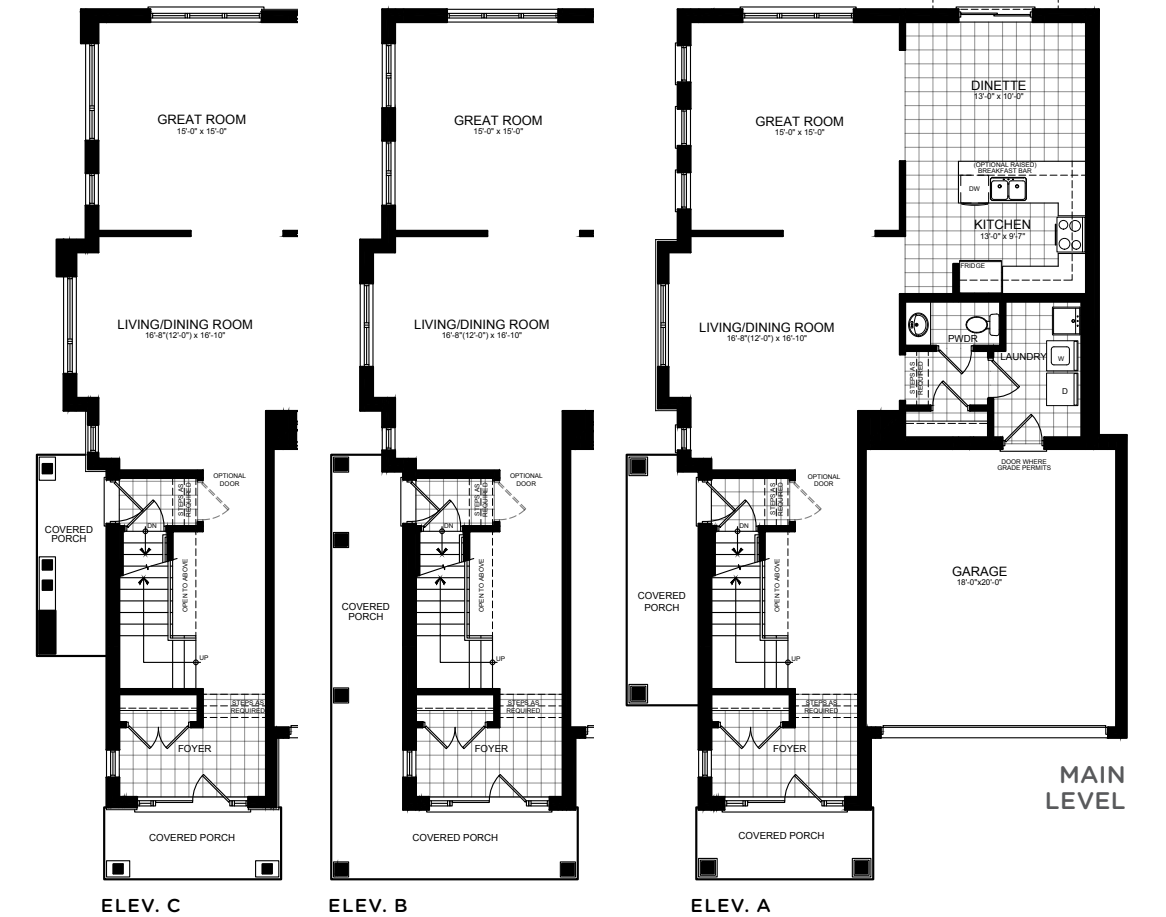 GREAT ROOM
15'-0" x 15'-0"
LIVING/DINING ROOM
16'-8"(12'-0") x 16'-10"
OPTIONAL
DOOR
STEPS AS
REQUIRED
DN
COVERED
PORCH
OPEN TO ABOVE
UP
STEPS AS
REQUIRED
FOYER
COVERED PORCH
ELEV. C
GREAT ROOM
15'-0" x 15'-0"
LIVING/DINING ROOM
16'-8"(12'-0") x 16'-10"
OPTIONAL
DOOR
STEPS AS
REQUIRED
DN
OPEN TO ABOVE
COVERED
PORCH
UP
STEPS AS
REQUIRED
FOYER
COVERED PORCH
ELEV. B
GREAT ROOM
15'-0" x 15'-0"
DINETTE
13'-0" x 10'-0"
(OPTIONAL RAISED)
BREAKFAST BAR
DW
KITCHEN
13'-0" x 9'-7"
FRIDGE
LIVING/DINING ROOM
16'-8"(12'-0") x 16'-10"
PWDR
LAUNDRY
W
D
STEPS AS
REQUIRED
DOOR WHERE
GRADE PERMITS
OPTIONAL
DOOR
STEPS AS
REQUIRED
DN
OPEN TO ABOVE
COVERED
PORCH
GARAGE
18'-0"x20'-0"
UP
STEPS AS
REQUIRED
FOYER
COVERED PORCH
ELEV. A
MAIN
LEVEL